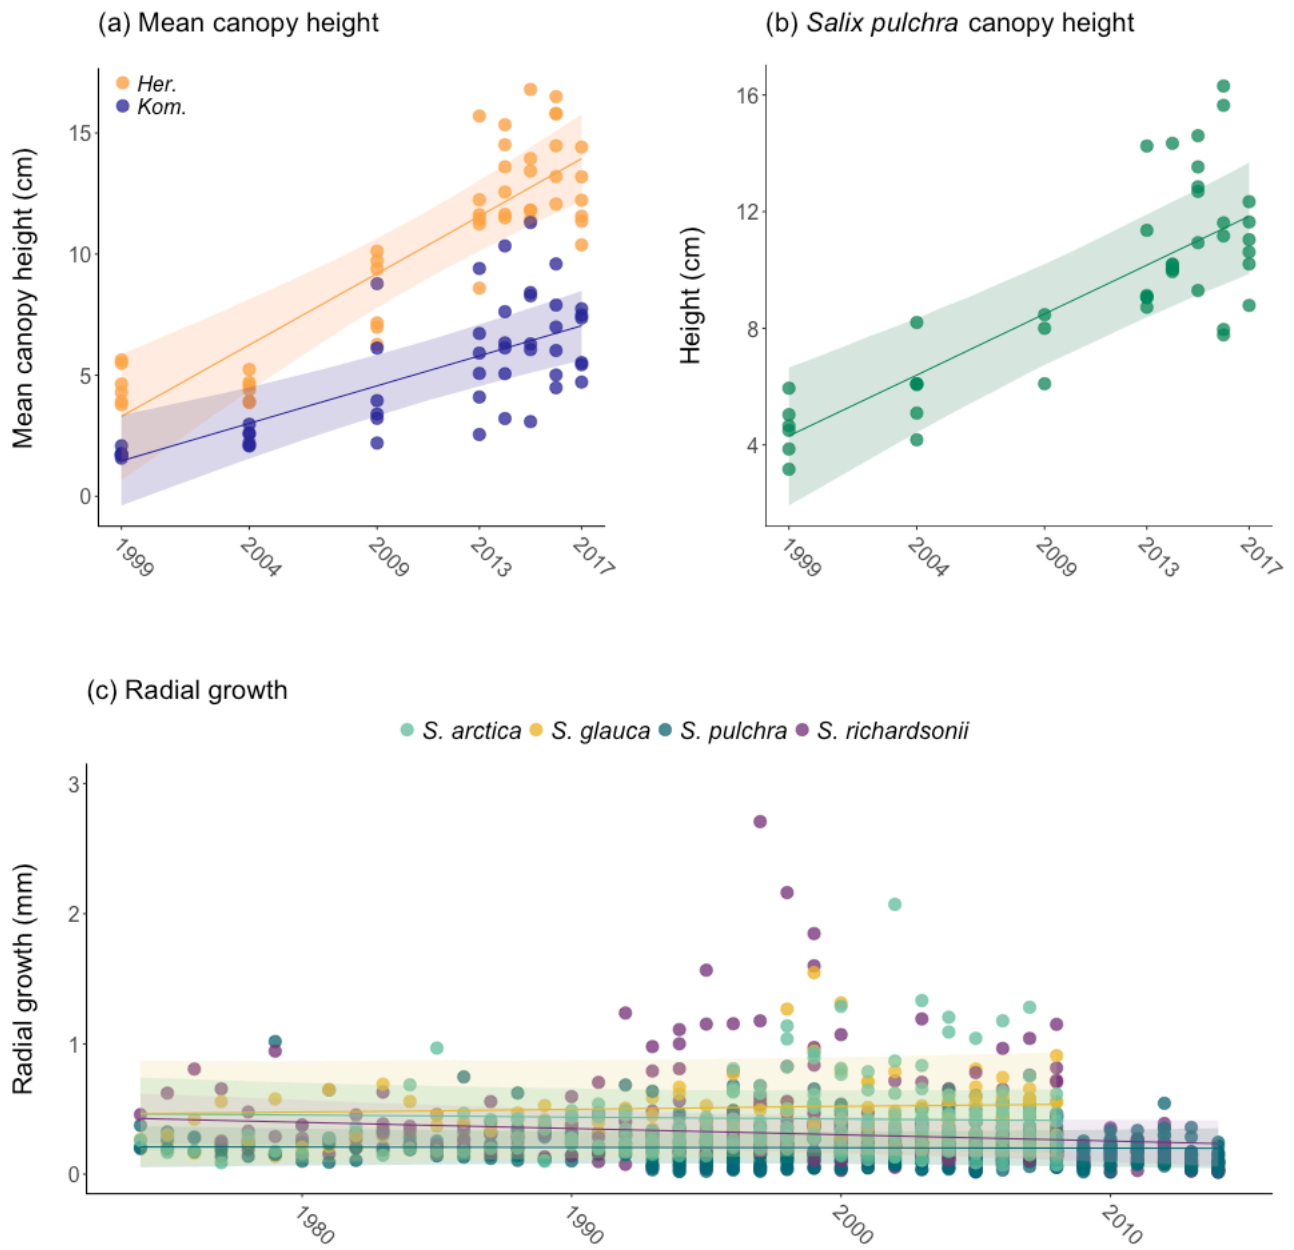 (a) Mean canopy height
Her.
Kom.
Mean canopy height (cm)
15
10
5
0
1999
2004
2009
2013
2017
(b) Salix pulchra canopy height
Height (cm)
16
12
8
4
1999
2004
2009
2013
2017
(c) Radial growth
S. arctica S. glauca S. pulchra S. richardsonii
Radial growth (mm)
3
2
1
0
1980
1990
2000
2010